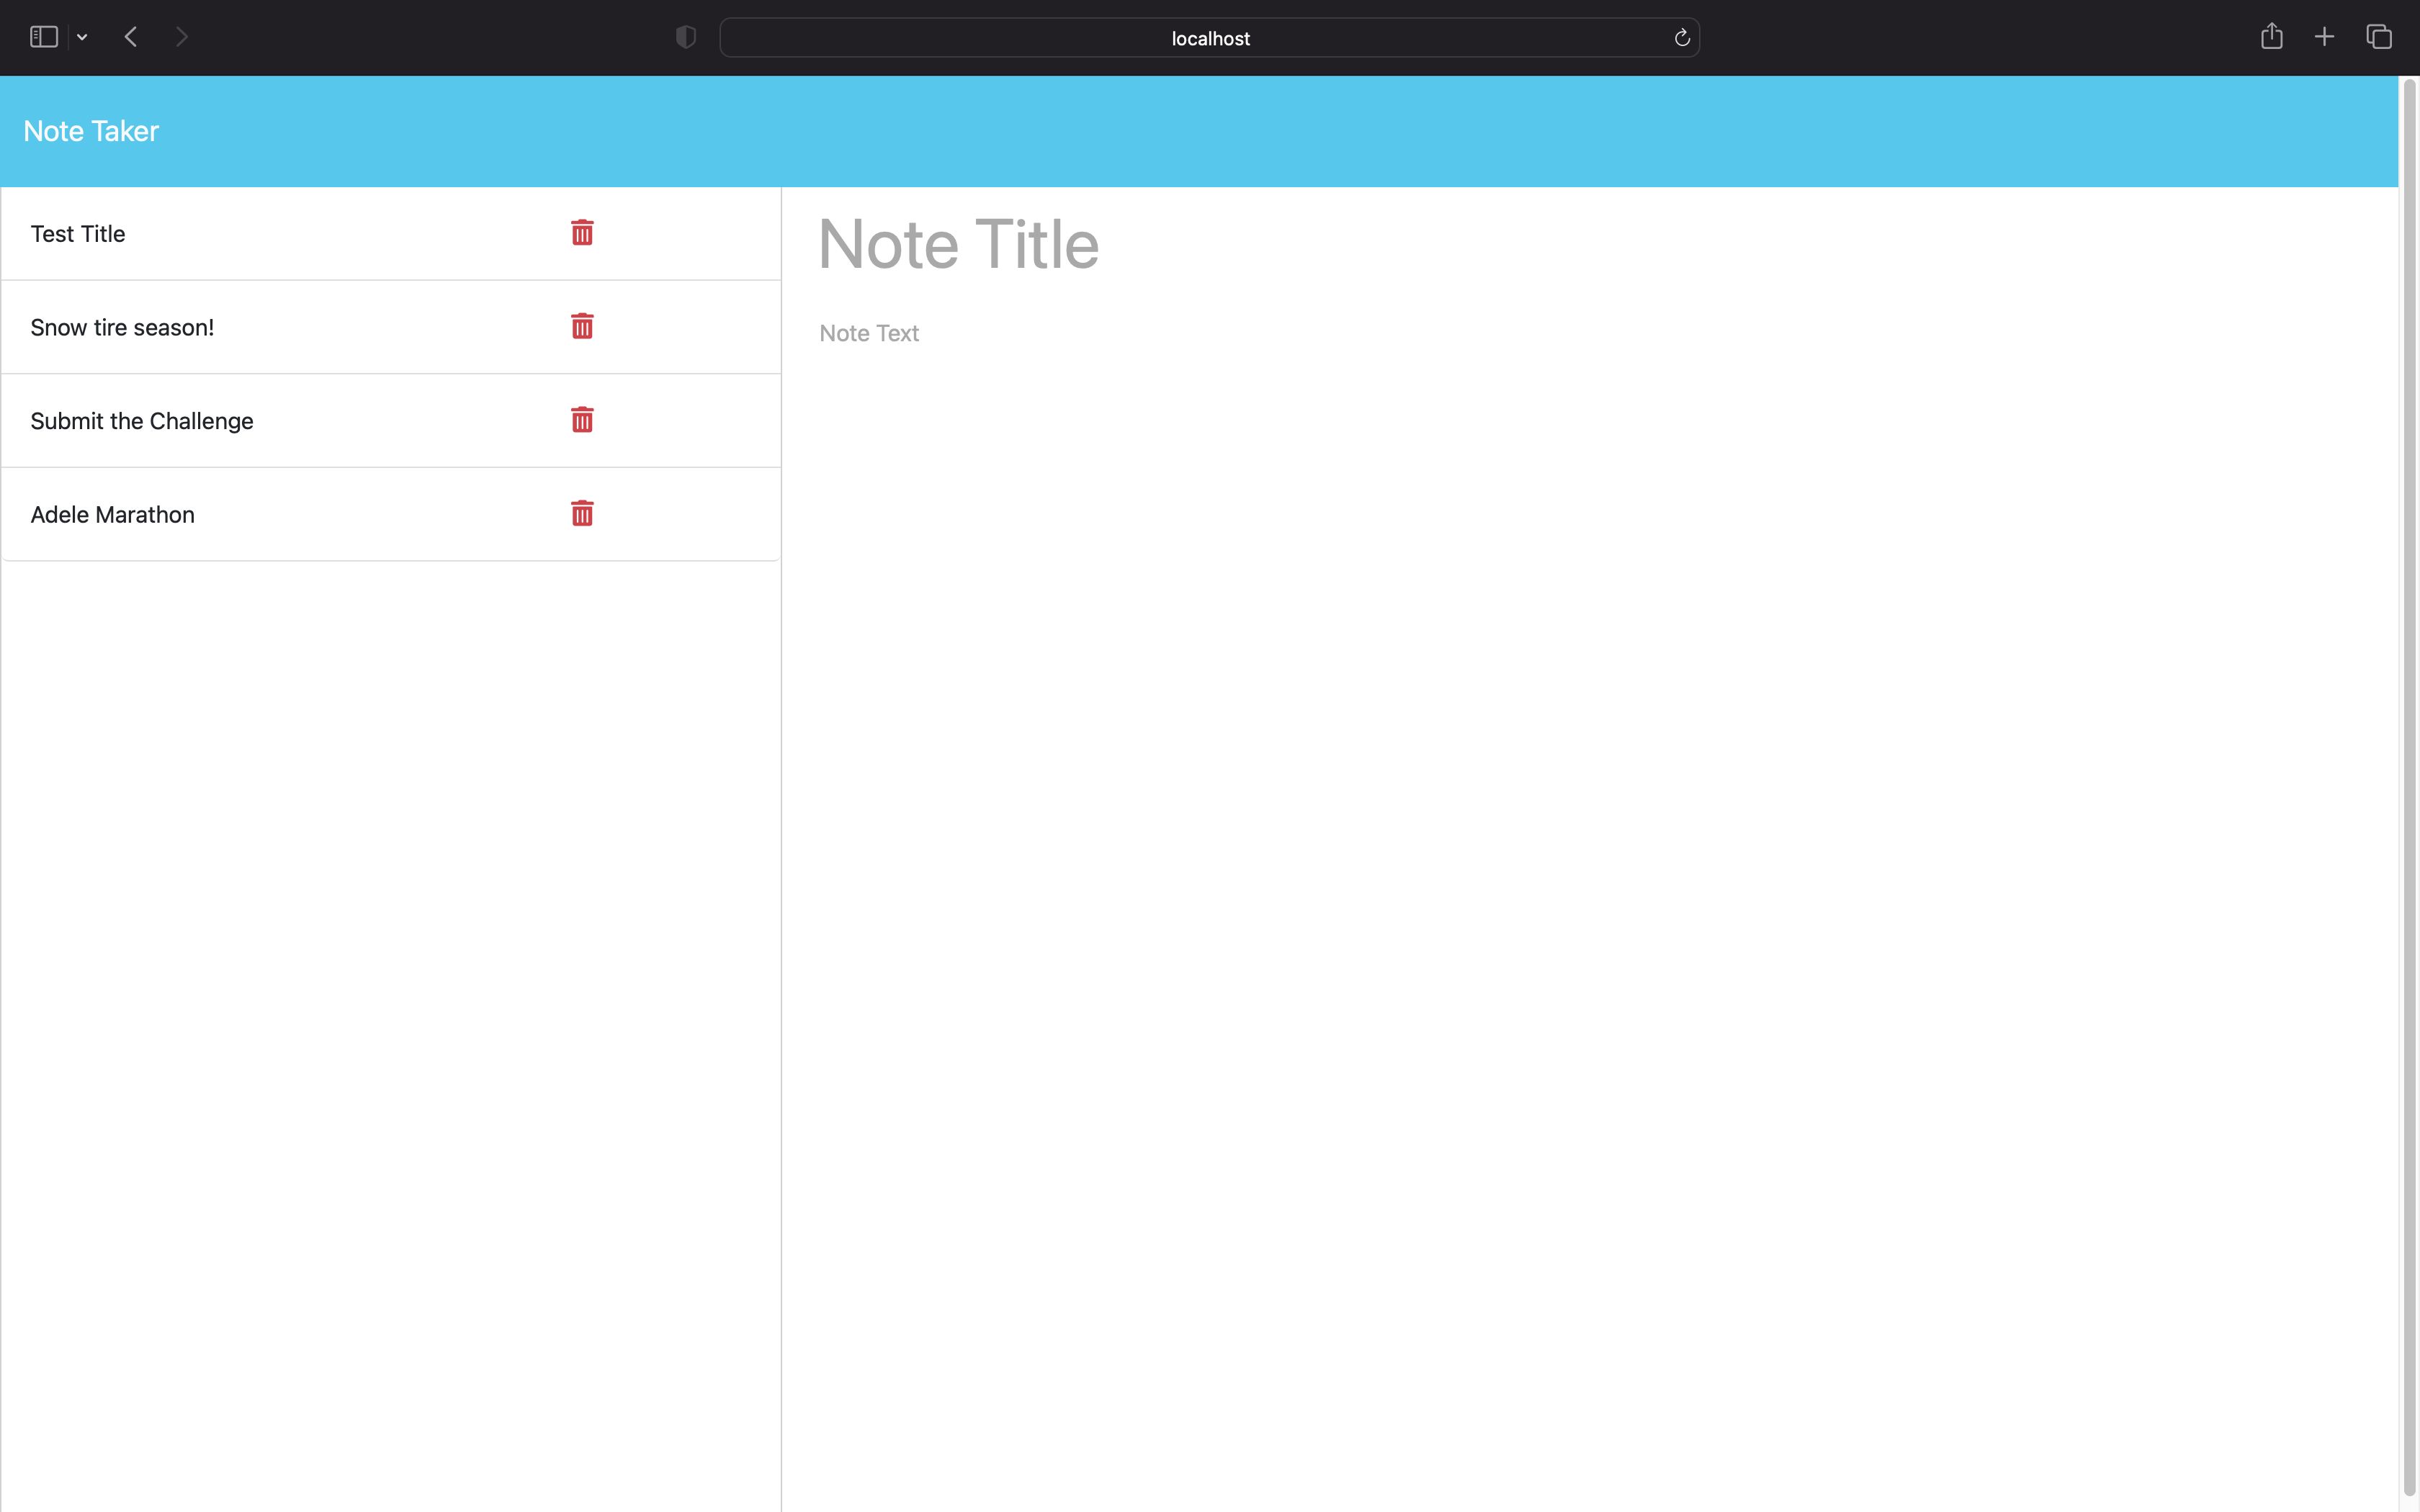 localhost
Note Taker
Test Title
Snow tire season!
Submit the Challenge
Adele Marathon
Note Title
Note Text